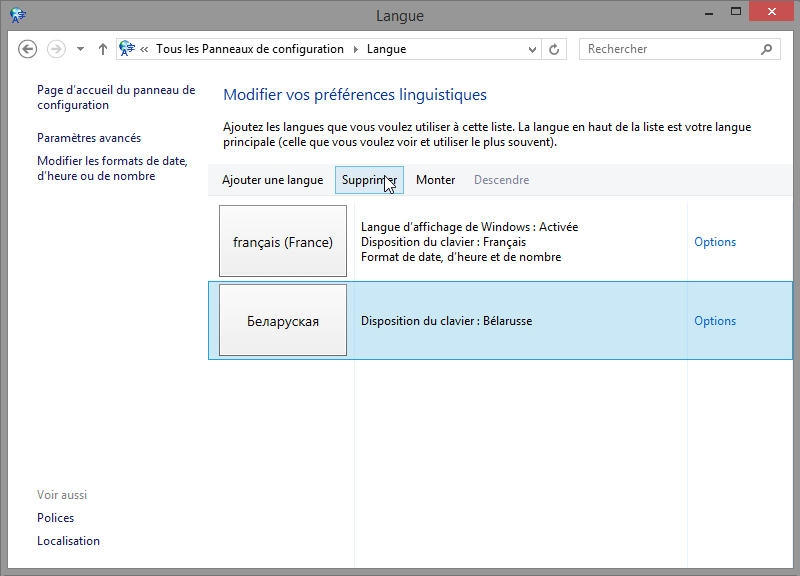 Langue
« Tous les Panneaux de configuration Langue
Rechercher
Page d'accueil du panneau de
configuration
Paramètres avancés
Modifier les formats de date,
d'heure ou de nombre
Modifier vos préférences linguistiques
Ajoutez les langues que vous voulez utiliser à cette liste. La langue en haut de la liste est votre langue
principale (celle que vous voulez voir et utiliser le plus souvent).
Ajouter une langue Supprimer Monter Descendre
français (France)
Langue d'affichage de Windows : Activée
Disposition du clavier : Français
Format de date, d'heure et de nombre
Options
Беларуская
Disposition du clavier : Bélarusse
Options
Voir aussi
Polices
Localisation